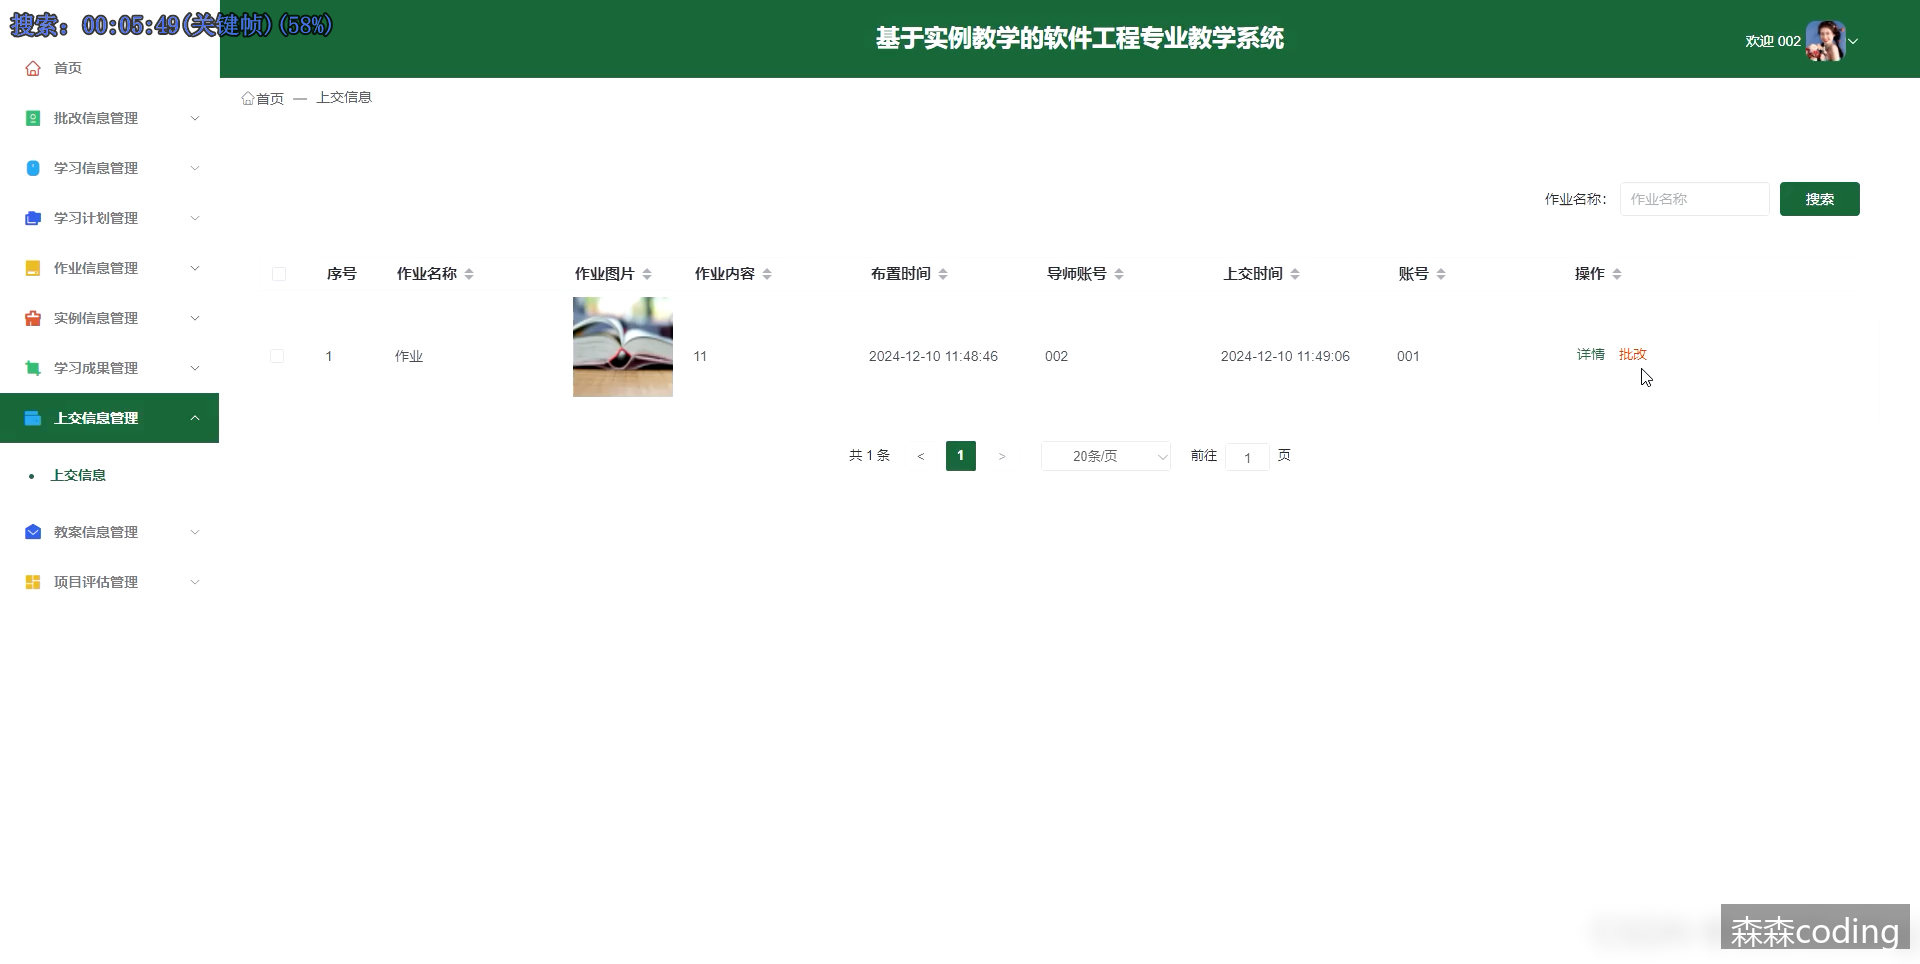 搜索: 00:05:49(关键帧)(58%)
基于实例教学的软件工程专业教学系统
欢迎 002
首页
批改信息管理
学习信息管理
学习计划管理
作业信息管理
实例信息管理
学习成果管理
上交信息管理
上交信息
教案信息管理
项目评估管理
首页 — 上交信息
作业名称: 作业名称 搜索
序号 作业名称 作业图片 作业内容 布置时间 导师账号 上交时间 账号 操作
1 作业 11 2024-12-10 11:48:46 002 2024-12-10 11:49:06 001 详情 批改
共 1 条 < 1 > 20条/页 前往 1 页
森森coding